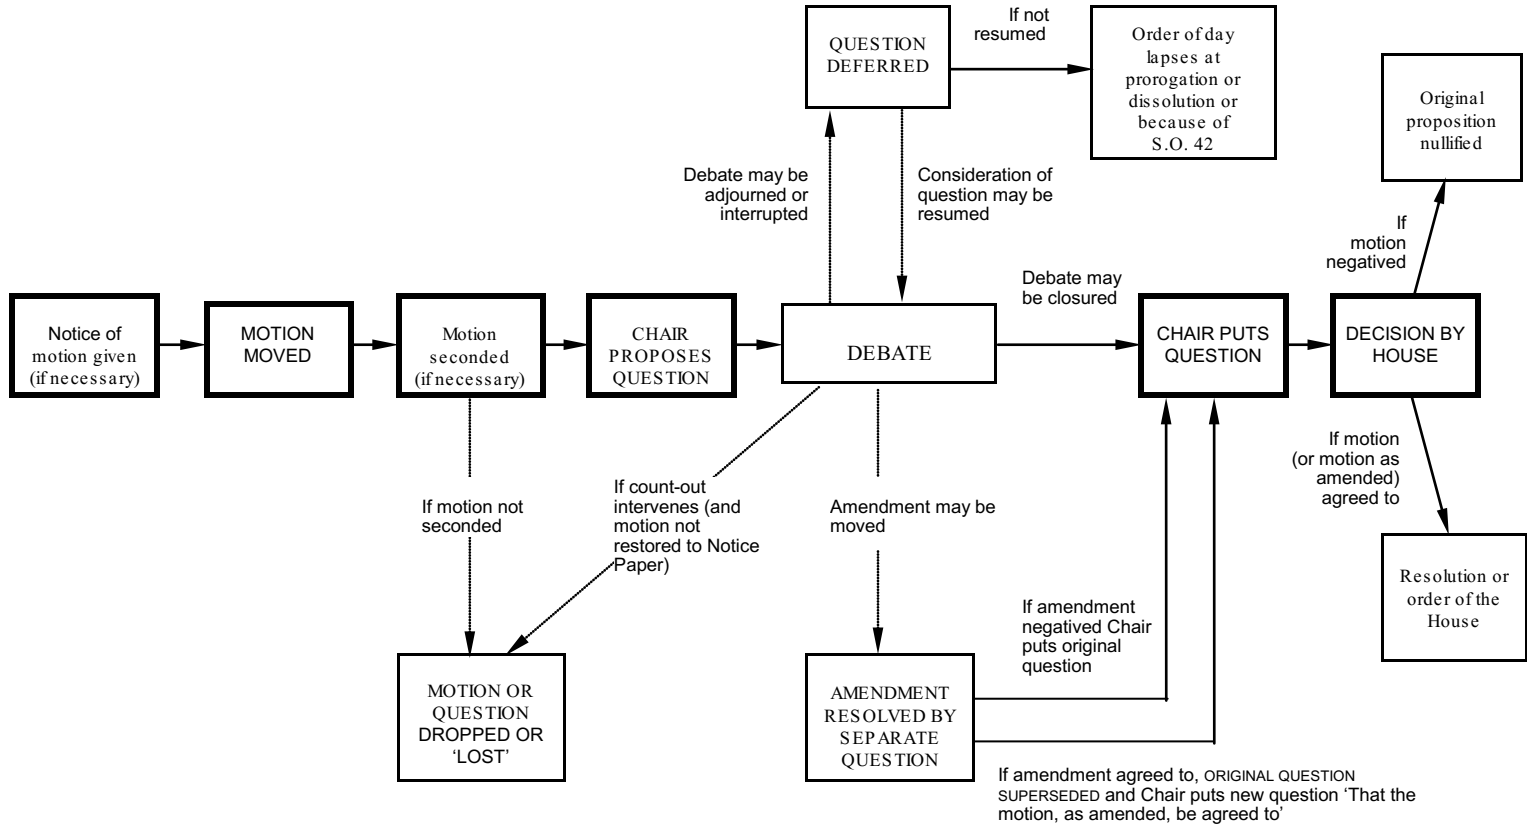 If not
resumed
QUESTION
DEFERRED
Order of day
lapses at
prorogation or
dissolution or
because of
S.O. 42
Original
proposition
nullified
Debate may be
adjourned or
interrupted
Consideration of
question may be
resumed
If
motion
negatived
Debate may
be closured
Notice of
motion given
(if necessary)
MOTION
MOVED
Motion
seconded
(if necessary)
CHAIR
PROPOSES
QUESTION
DEBATE
CHAIR PUTS
QUESTION
DECISION BY
HOUSE
If motion
(or motion as
amended)
agreed to
If motion not
seconded
If count-out
intervenes (and
motion not
restored to Notice
Paper)
Amendment may be
moved
Resolution or
order of the
House
If amendment
negatived Chair
puts original
question
MOTION OR
QUESTION
DROPPED OR
‘LOST’
AMENDMENT
RESOLVED BY
SEPARATE
QUESTION
If amendment agreed to, ORIGINAL QUESTION
SUPERSEDED and Chair puts new question ‘That the
motion, as amended, be agreed to’